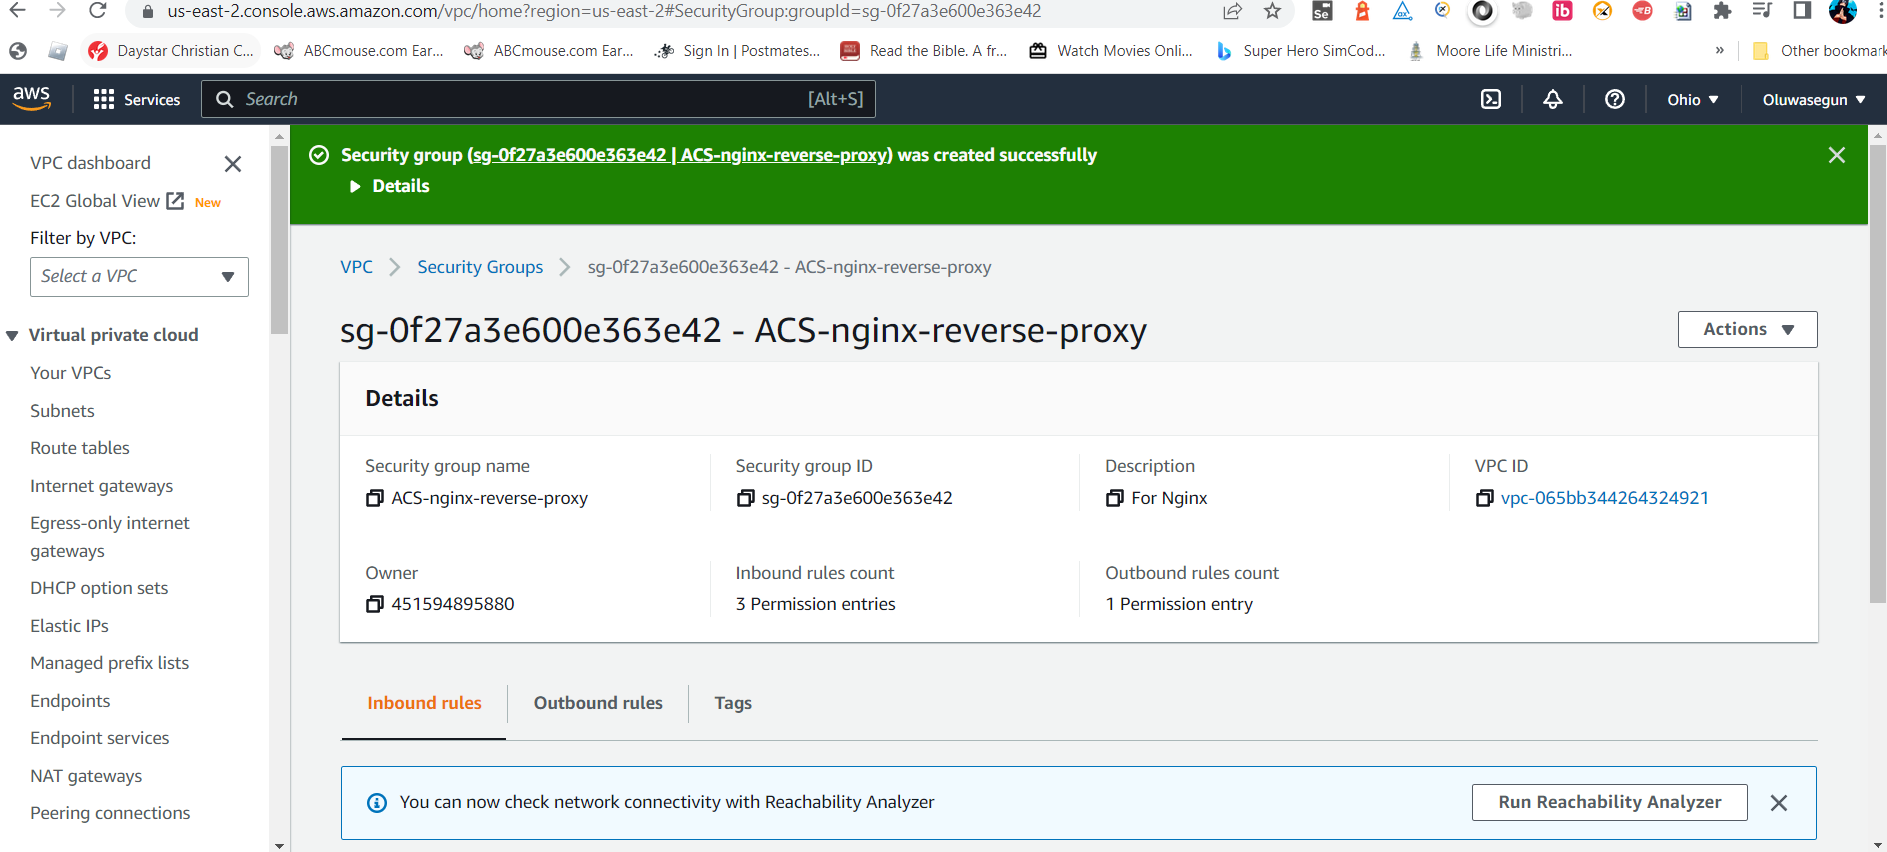 us-east-2.console.aws.amazon.com/vpc/home?region=us-east-2#SecurityGroup:groupId=sg-0f27a3e600e363e42
Daystar Christian C...
ABCmouse.com Ear...
ABCmouse.com Ear...
Sign In | Postmates...
Read the Bible. A fr...
Watch Movies Onli...
Super Hero SimCod...
Moore Life Ministri...
»
Other bookmark
aws
Services
Search
[Alt+S]
Ohio
Oluwasegun
VPC dashboard
EC2 Global View
New
Filter by VPC:
Select a VPC
Virtual private cloud
Your VPCs
Subnets
Route tables
Internet gateways
Egress-only internet
gateways
DHCP option sets
Elastic IPs
Managed prefix lists
Endpoints
Endpoint services
NAT gateways
Peering connections
Security group (sg-0f27a3e600e363e42 | ACS-nginx-reverse-proxy) was created successfully
Details
VPC
Security Groups
sg-0f27a3e600e363e42 - ACS-nginx-reverse-proxy
sg-0f27a3e600e363e42 - ACS-nginx-reverse-proxy
Actions
Details
Security group name
ACS-nginx-reverse-proxy
Security group ID
sg-0f27a3e600e363e42
Description
For Nginx
VPC ID
vpc-065bb344264324921
Owner
451594895880
Inbound rules count
3 Permission entries
Outbound rules count
1 Permission entry
Inbound rules
Outbound rules
Tags
You can now check network connectivity with Reachability Analyzer
Run Reachability Analyzer